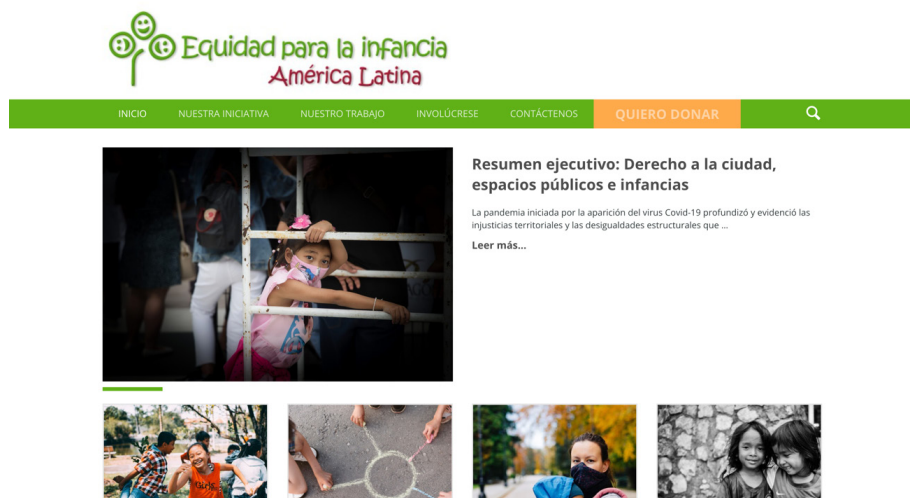 Equidad para la infancia
América Latina
INICIO NUESTRA INICIATIVA NUESTRO TRABAJO INVOLÚCRESE CONTÁCTENOS QUIERO DONAR
Resumen ejecutivo: Derecho a la ciudad,
espacios públicos e infancias
La pandemia iniciada por la aparición del virus Covid-19 profundizó y evidenció las
injusticias territoriales y las desigualdades estructurales que ...
Leer más...